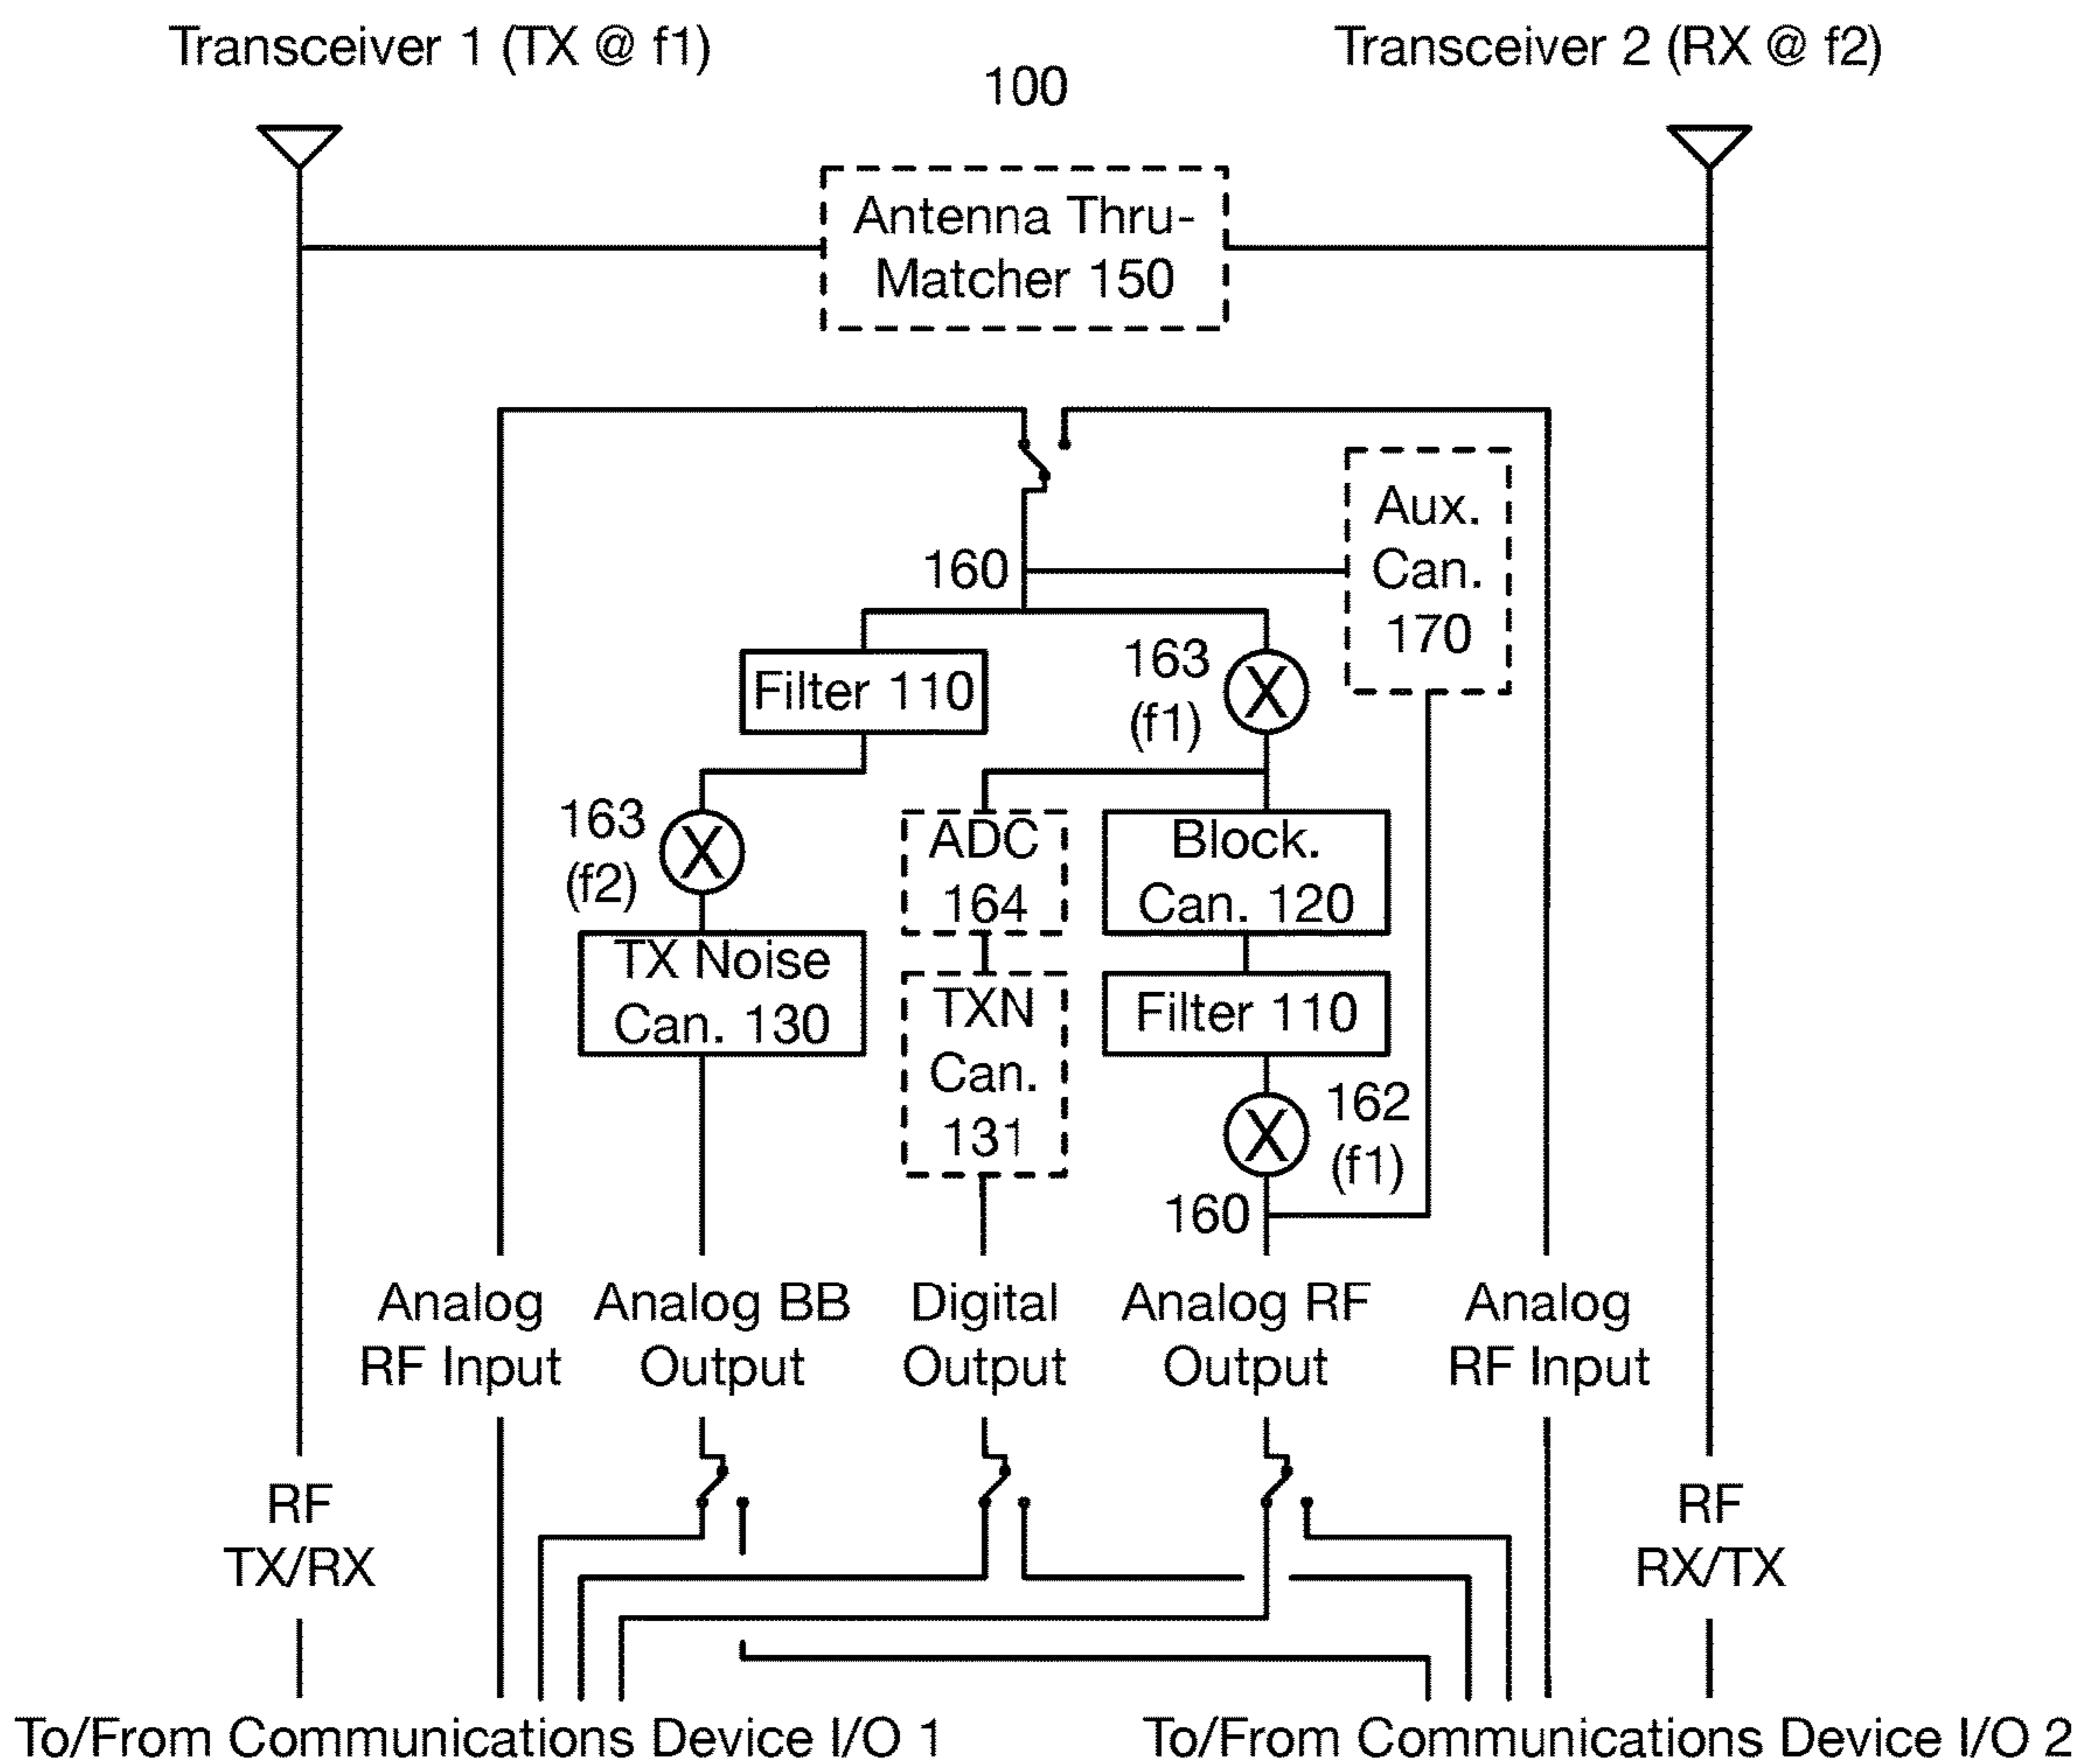 Transceiver 1 (TX @ f1)
Transceiver 2 (RX @ f2)
100
Antenna Thru-
Matcher 150
Aux.
Can.
170
160
Filter 110
163
(f1)
X
163
(f2)
X
ADC
164
Block.
Can. 120
TX Noise
Can. 130
TXN
Can.
131
Filter 110
X
162
(f1)
160
Analog
RF Input
Analog BB
Output
Digital
Output
Analog RF
Output
Analog
RF Input
RF
TX/RX
RF
RX/TX
To/From Communications Device I/O 1
To/From Communications Device I/O 2